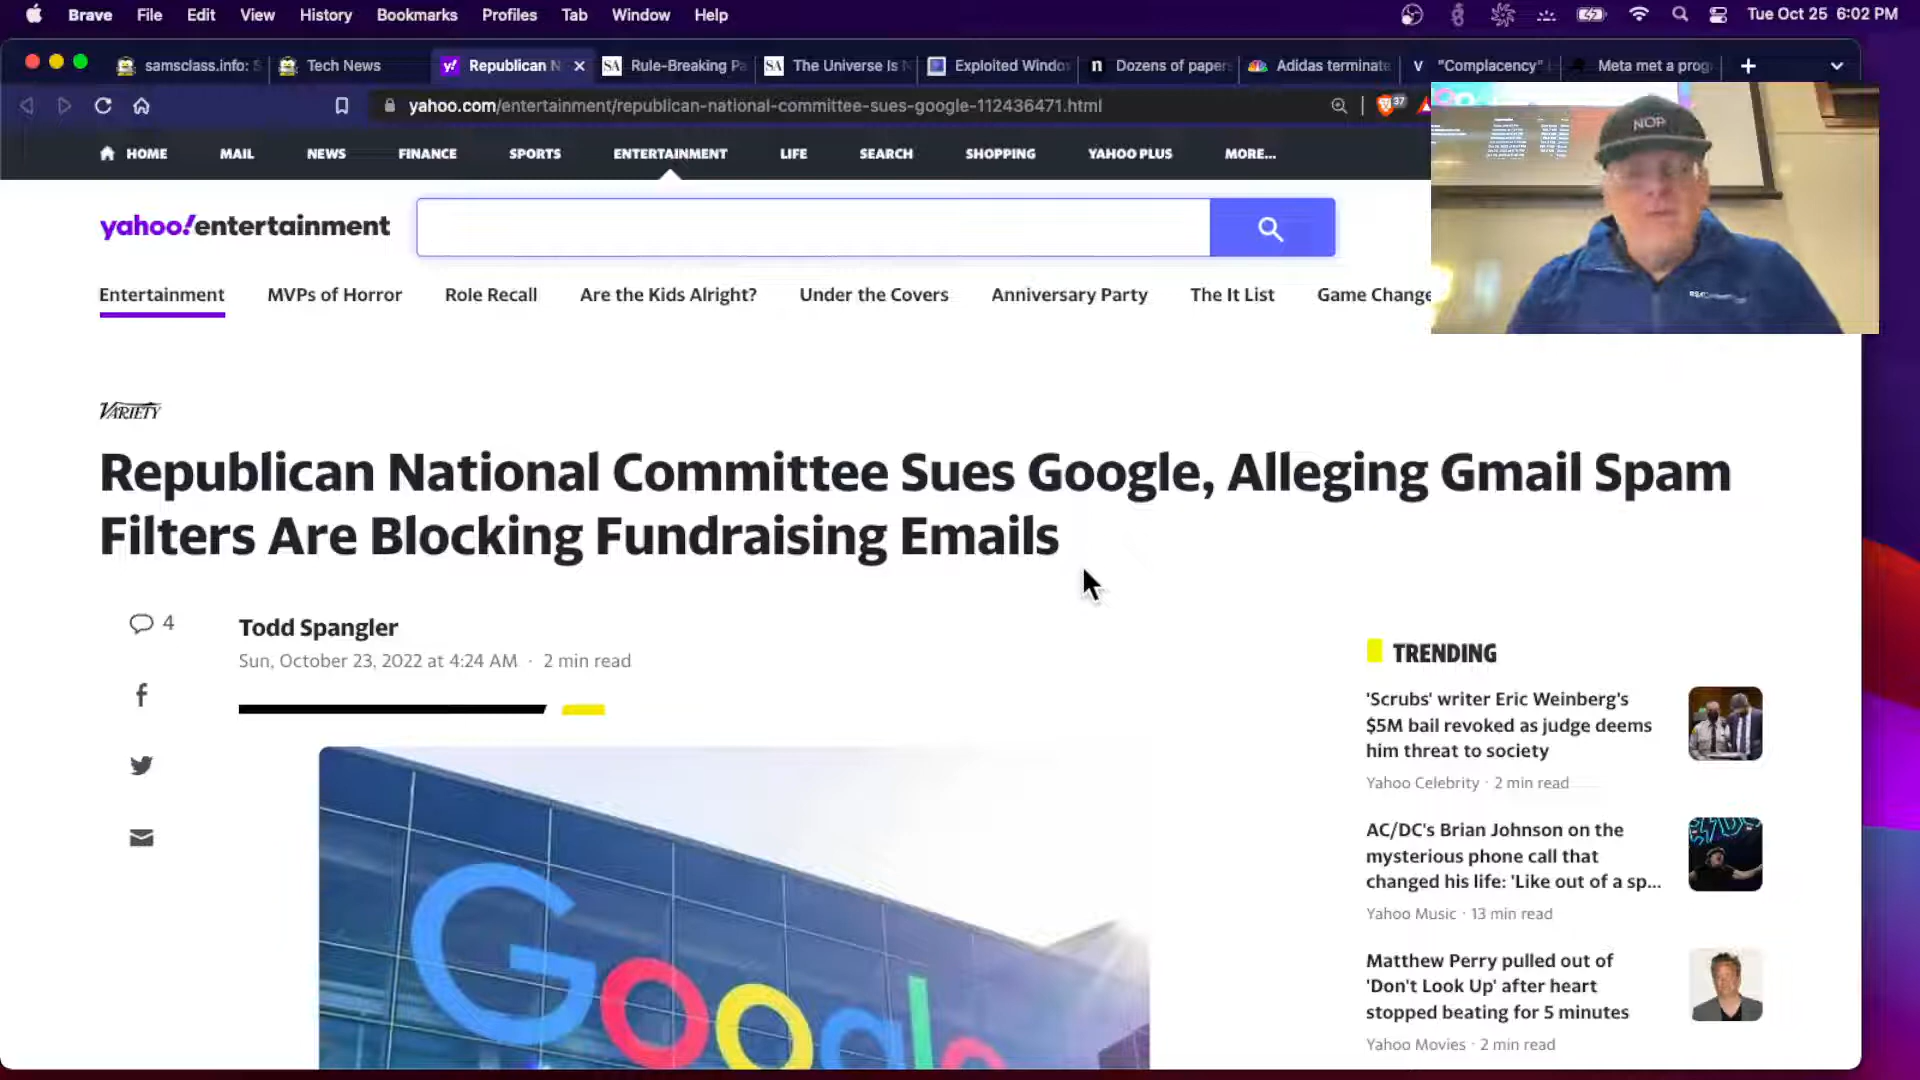 Brave File Edit View History Bookmarks Profiles Tab Window Help Tue Oct 25 6:02 PM
samsclass.info: S Tech News Republican N Rule-Breaking Pa The Universe Is N Exploited Windo Dozens of papers Adidas terminate "Complacency" Meta met a prog
yahoo.com/entertainment/republican-national-committee-sues-google-112436471.html 37
HOME MAIL NEWS FINANCE SPORTS ENTERTAINMENT LIFE SEARCH SHOPPING YAHOO PLUS MORE...
NOP
yahoo!entertainment
Entertainment MVPs of Horror Role Recall Are the Kids Alright? Under the Covers Anniversary Party The It List Game Change
VARIETY
Republican National Committee Sues Google, Alleging Gmail Spam
Filters Are Blocking Fundraising Emails
4
Todd Spangler
Sun, October 23, 2022 at 4:24 AM · 2 min read
Google
TRENDING
'Scrubs' writer Eric Weinberg's
$5M bail revoked as judge deems
him threat to society
Yahoo Celebrity · 2 min read
AC/DC's Brian Johnson on the
mysterious phone call that
changed his life: 'Like out of a sp...
Yahoo Music · 13 min read
Matthew Perry pulled out of
'Don't Look Up' after heart
stopped beating for 5 minutes
Yahoo Movies · 2 min read